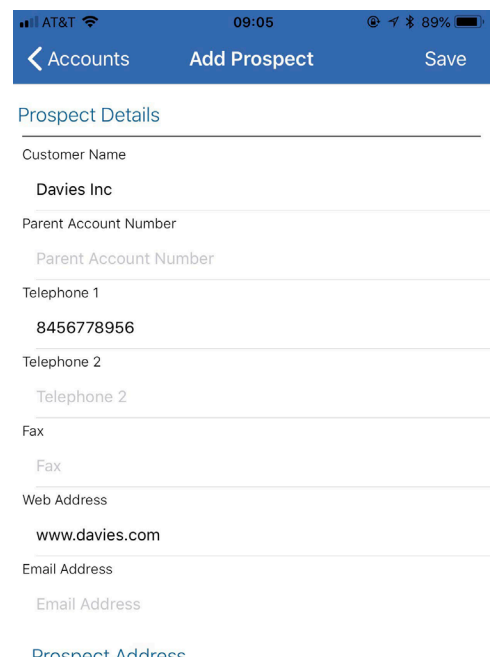 AT&T 09:05 89%
Accounts Add Prospect Save
Prospect Details
Customer Name
Davies Inc
Parent Account Number
Parent Account Number
Telephone 1
8456778956
Telephone 2
Telephone 2
Fax
Fax
Web Address
www.davies.com
Email Address
Email Address
Prospect Address